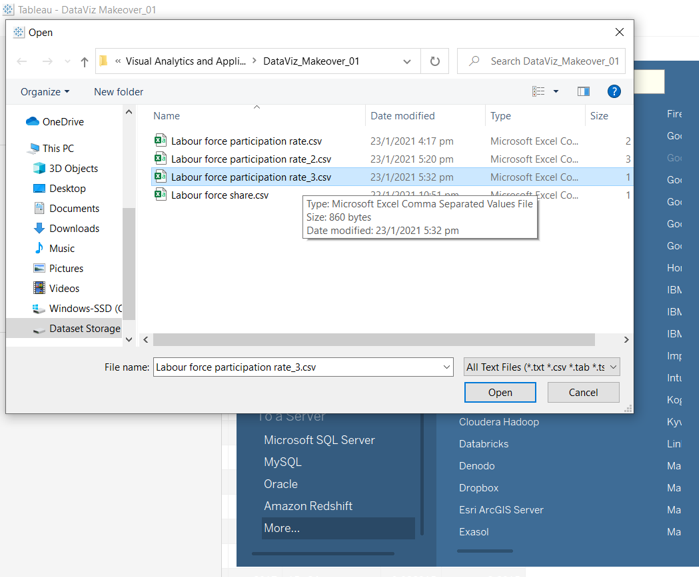 Tableau - DataViz Makeover_01
Open
« Visual Analytics and Appli... > DataViz_Makeover_01
Search DataViz_Makeover_01
Organize
New folder
Name Date modified Type Size
OneDrive
This PC
3D Objects
Desktop
Documents
Downloads
Music
Pictures
Videos
Windows-SSD (C
Dataset Storage
Labour force participation rate.csv 23/1/2021 4:17 pm Microsoft Excel Co... 2
Labour force participation rate_2.csv 23/1/2021 5:20 pm Microsoft Excel Co... 3
Labour force participation rate_3.csv 23/1/2021 5:32 pm Microsoft Excel Co... 1
Labour force share.csv 23/1/2021 10:51 pm Microsoft Excel Co... 1
Type: Microsoft Excel Comma Separated Values File
Size: 860 bytes
Date modified: 23/1/2021 5:32 pm
File name: Labour force participation rate_3.csv
All Text Files (*.txt *.csv *.tab *.ts
Open Cancel
To a Server
Microsoft SQL Server
MySQL
Oracle
Amazon Redshift
More...
Cloudera Hadoop
Databricks
Denodo
Dropbox
Esri ArcGIS Server
Exasol
Fire
Goo
Goo
Goo
Goo
Goo
Goo
Hor
IBM
IBM
IBM
Imp
Intu
Kog
Kyv
Linl
Ma
Ma
Ma
Ma